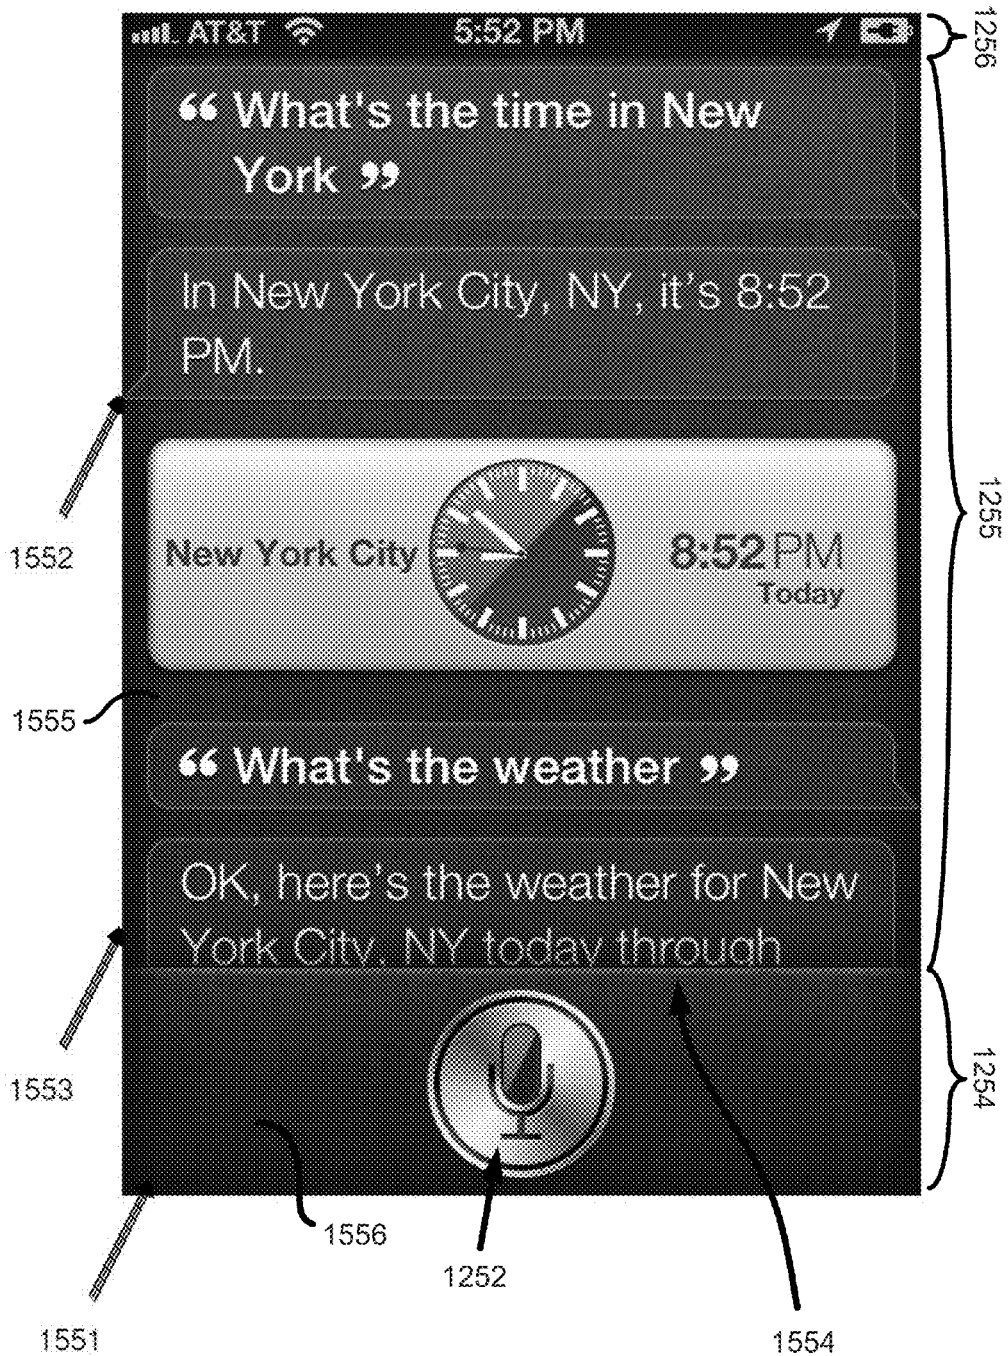 AT&T 5:52 PM
1256
“ What's the time in New
York ”
In New York City, NY, it's 8:52
PM.
1552
1255
New York City
8:52 PM
Today
1555
“ What's the weather ”
OK, here's the weather for New
York City, NY today through
1553
1254
1556
1252
1551
1554